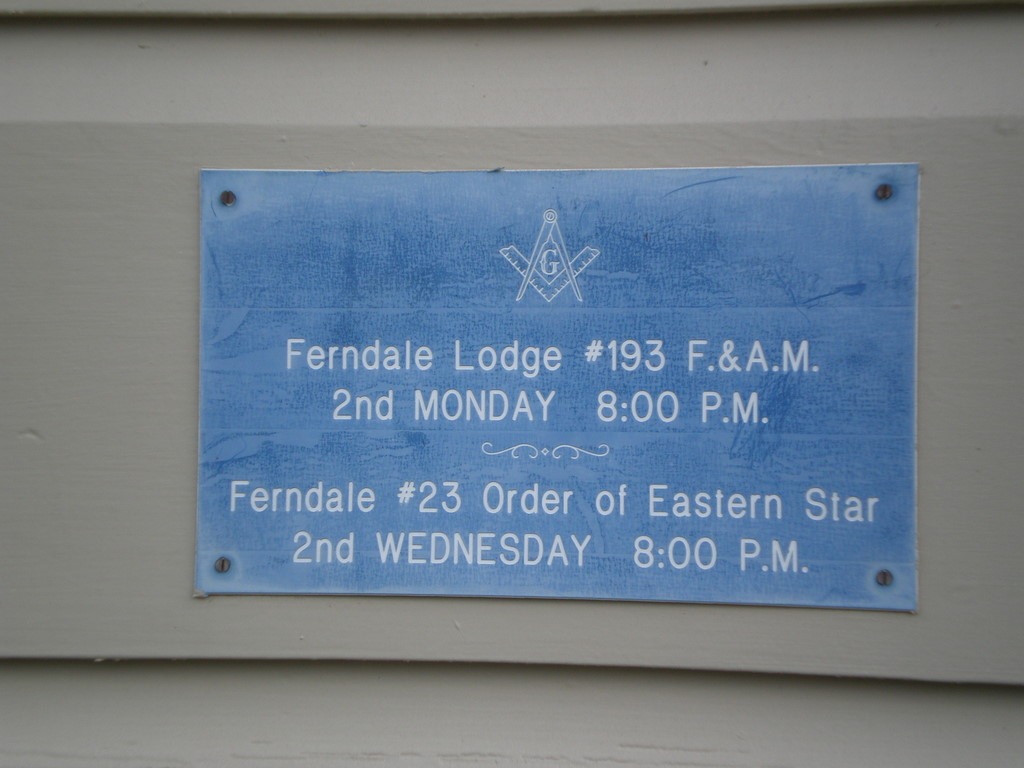 G
Ferndale Lodge #193 F.&A.M.
2nd MONDAY 8:00 P.M.
Ferndale #23 Order of Eastern Star
2nd WEDNESDAY 8:00 P.M.